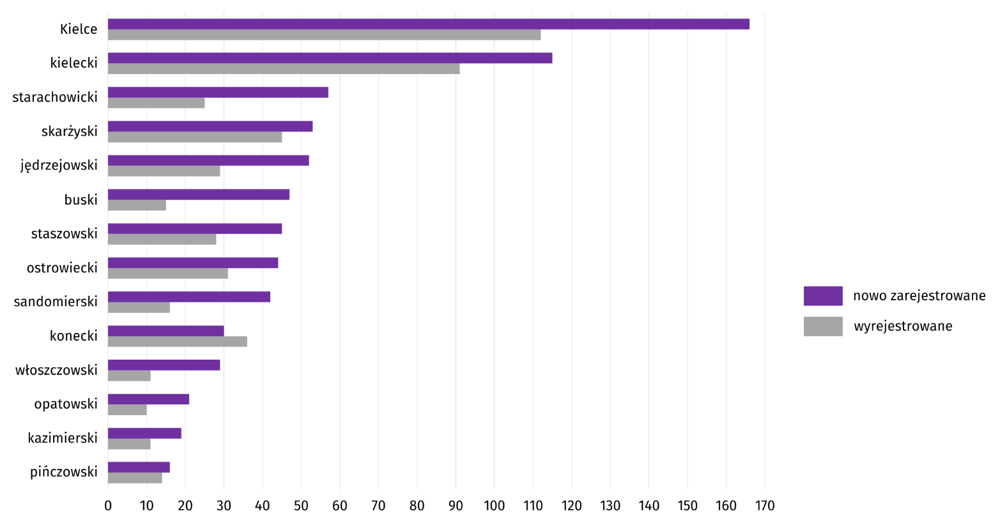 Kielce
kielecki
starachowicki
skarżyski
jędrzejowski
buski
staszowski
ostrowiecki
sandomierski
konecki
włoszczowski
opatowski
kazimierski
pińczowski
0 10 20 30 40 50 60 70 80 90 100 110 120 130 140 150 160 170
nowo zarejestrowane
wyrejestrowane